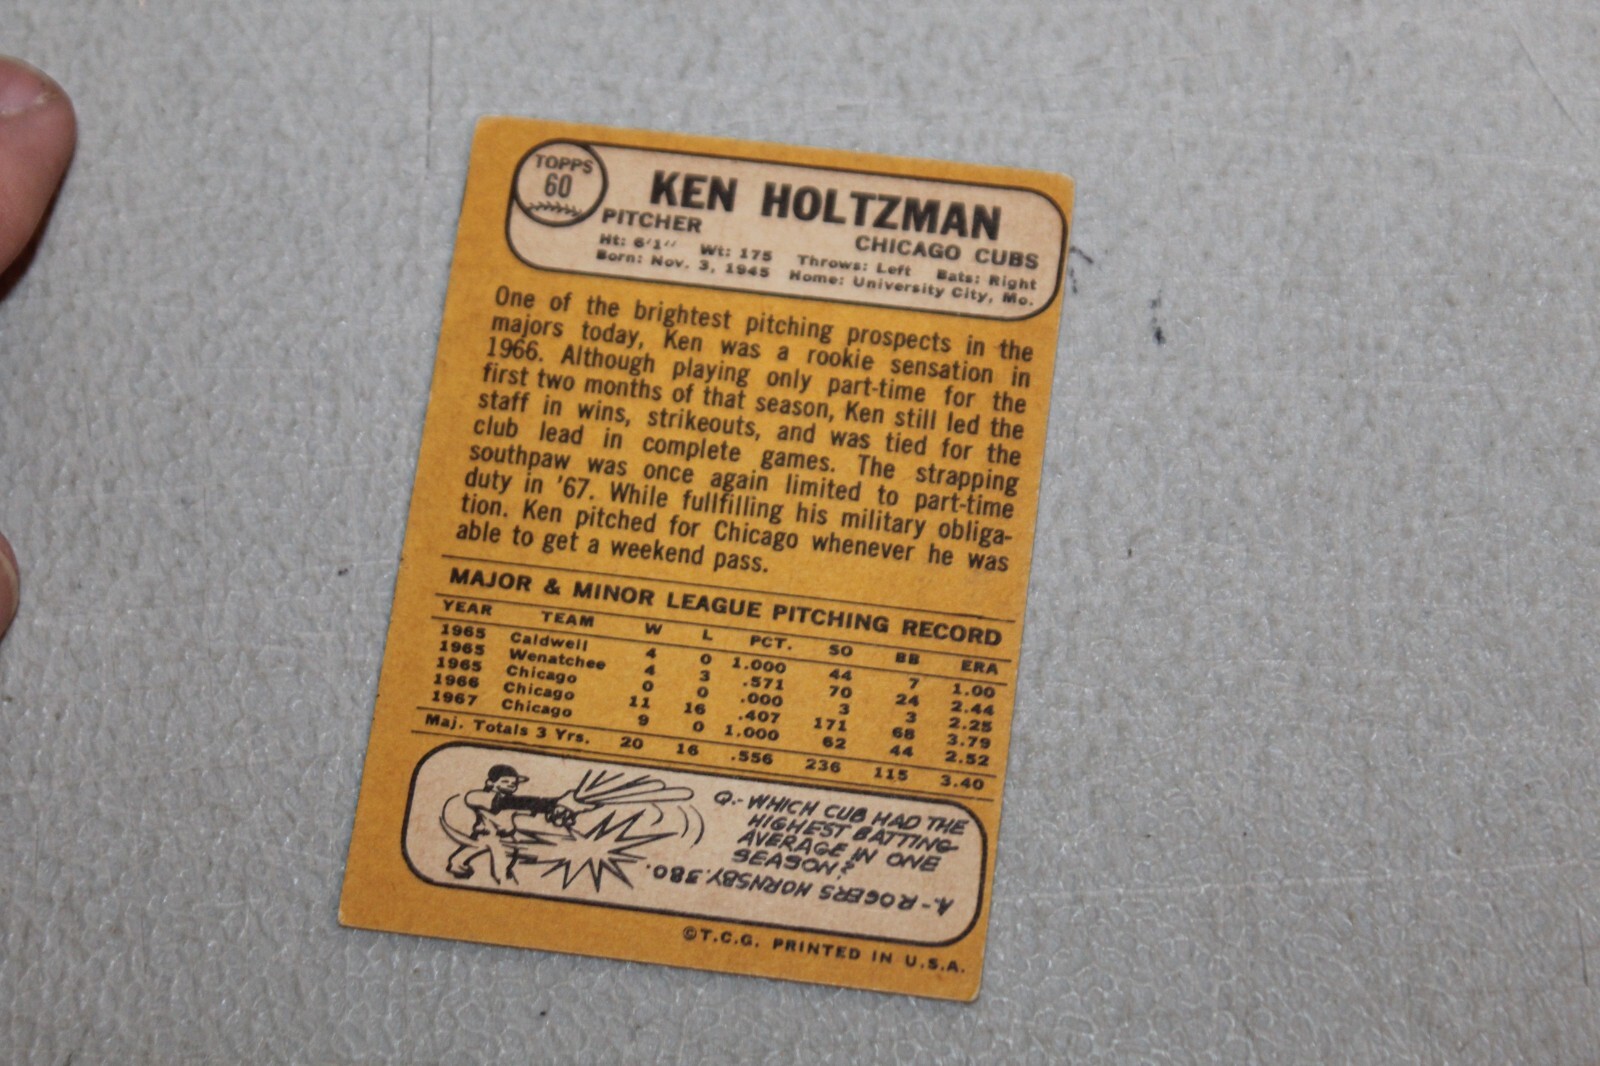 TOPPS
60
KEN HOLTZMAN
PITCHER CHICAGO CUBS
Ht: 6'1" Wt: 175 Throws: Left Bats: Right
Born: Nov. 3, 1945 Home: University City, Mo.
One of the brightest pitching prospects in the
majors today, Ken was a rookie sensation in
1966. Although playing only part-time for the
first two months of that season, Ken still led the
staff in wins, strikeouts, and was tied for the
club lead in complete games. The strapping
southpaw was once again limited to part-time
duty in '67. While fullfilling his military obliga-
tion. Ken pitched for Chicago whenever he was
able to get a weekend pass.
MAJOR & MINOR LEAGUE PITCHING RECORD
YEAR TEAM W L PCT. SO BB ERA
1965 Caldwell 4 0 1.000 44 7 1.00
1965 Wenatchee 4 3 .571 70 24 2.44
1965 Chicago 0 0 .000 3 3 2.25
1966 Chicago 11 16 .407 171 68 3.79
1967 Chicago 9 0 1.000 62 44 2.52
Maj. Totals 3 Yrs. 20 16 .556 236 115 3.40
Q.- WHICH CUB HAD THE
HIGHEST BATTING
AVERAGE IN ONE
SEASON?
A.- ROGERS HORNSBY .380.
©T.C.G. PRINTED IN U.S.A.